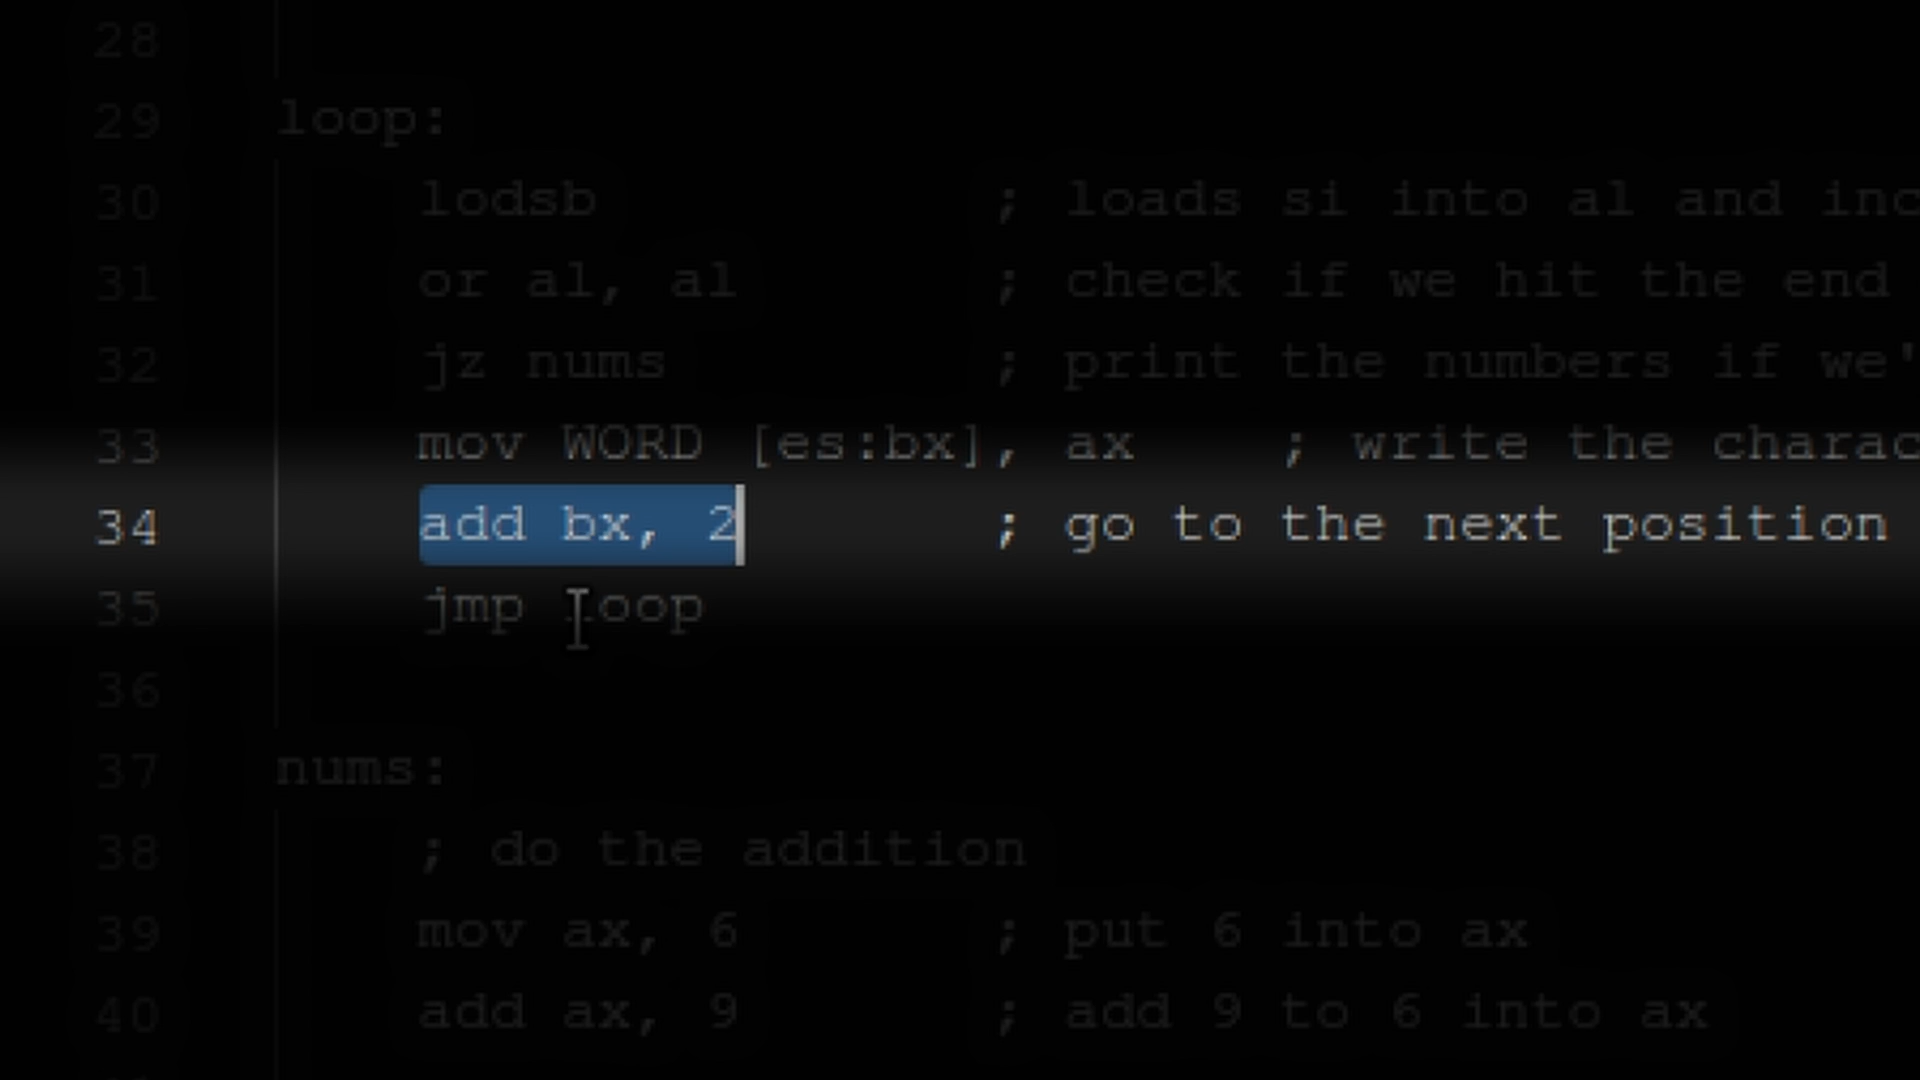 28
29 loop:
30 lodsb ; loads si into al and inc
31 or al, al ; check if we hit the end
32 jz nums ; print the numbers if we'
33 mov WORD [es:bx], ax ; write the charac
34 add bx, 2 ; go to the next position
35 jmp loop
36
37 nums:
38 ; do the addition
39 mov ax, 6 ; put 6 into ax
40 add ax, 9 ; add 9 to 6 into ax